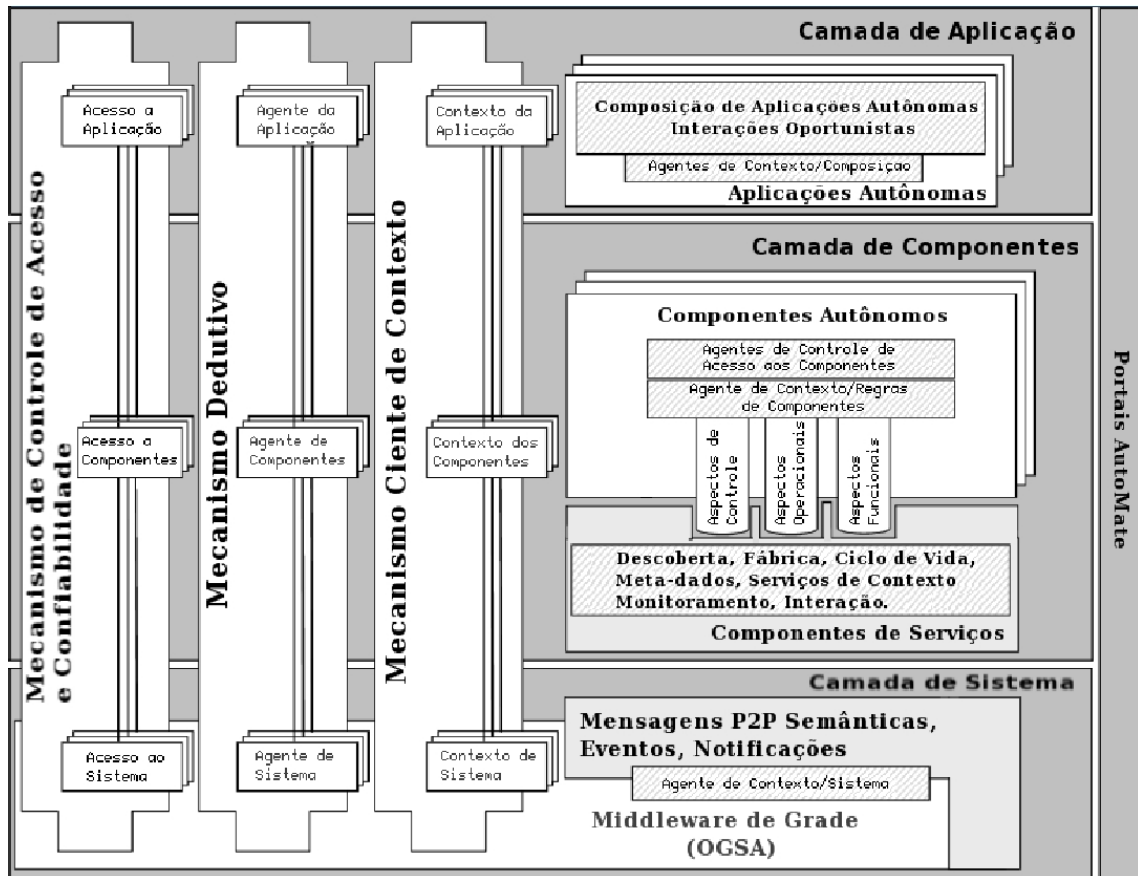 Camada de Aplicação
Acesso a
Aplicação
Agente da
Aplicação
Contexto da
Aplicação
Composição de Aplicações Autônomas
Interações Oportunistas
Agentes de Contexto/Composição
Aplicações Autônomas
Mecanismo de Controle de Acesso
e Confiabilidade
Mecanismo Dedutivo
Mecanismo Ciente de Contexto
Camada de Componentes
Componentes Autônomos
Agentes de Controle de
Acesso aos Componentes
Agente de Contexto/Regras
de Componentes
Acesso a
Componentes
Agente de
Componentes
Contexto dos
Componentes
Aspectos de
Controle
Aspectos
Operacionais
Aspectos
Funcionais
Descoberta, Fábrica, Ciclo de Vida,
Meta-dados, Serviços de Contexto
Monitoramento, Interação.
Componentes de Serviços
Camada de Sistema
Acesso ao
Sistema
Agente de
Sistema
Contexto de
Sistema
Mensagens P2P Semânticas,
Eventos, Notificações
Agente de Contexto/Sistema
Middleware de Grade
(OGSA)
Portais AutoMate